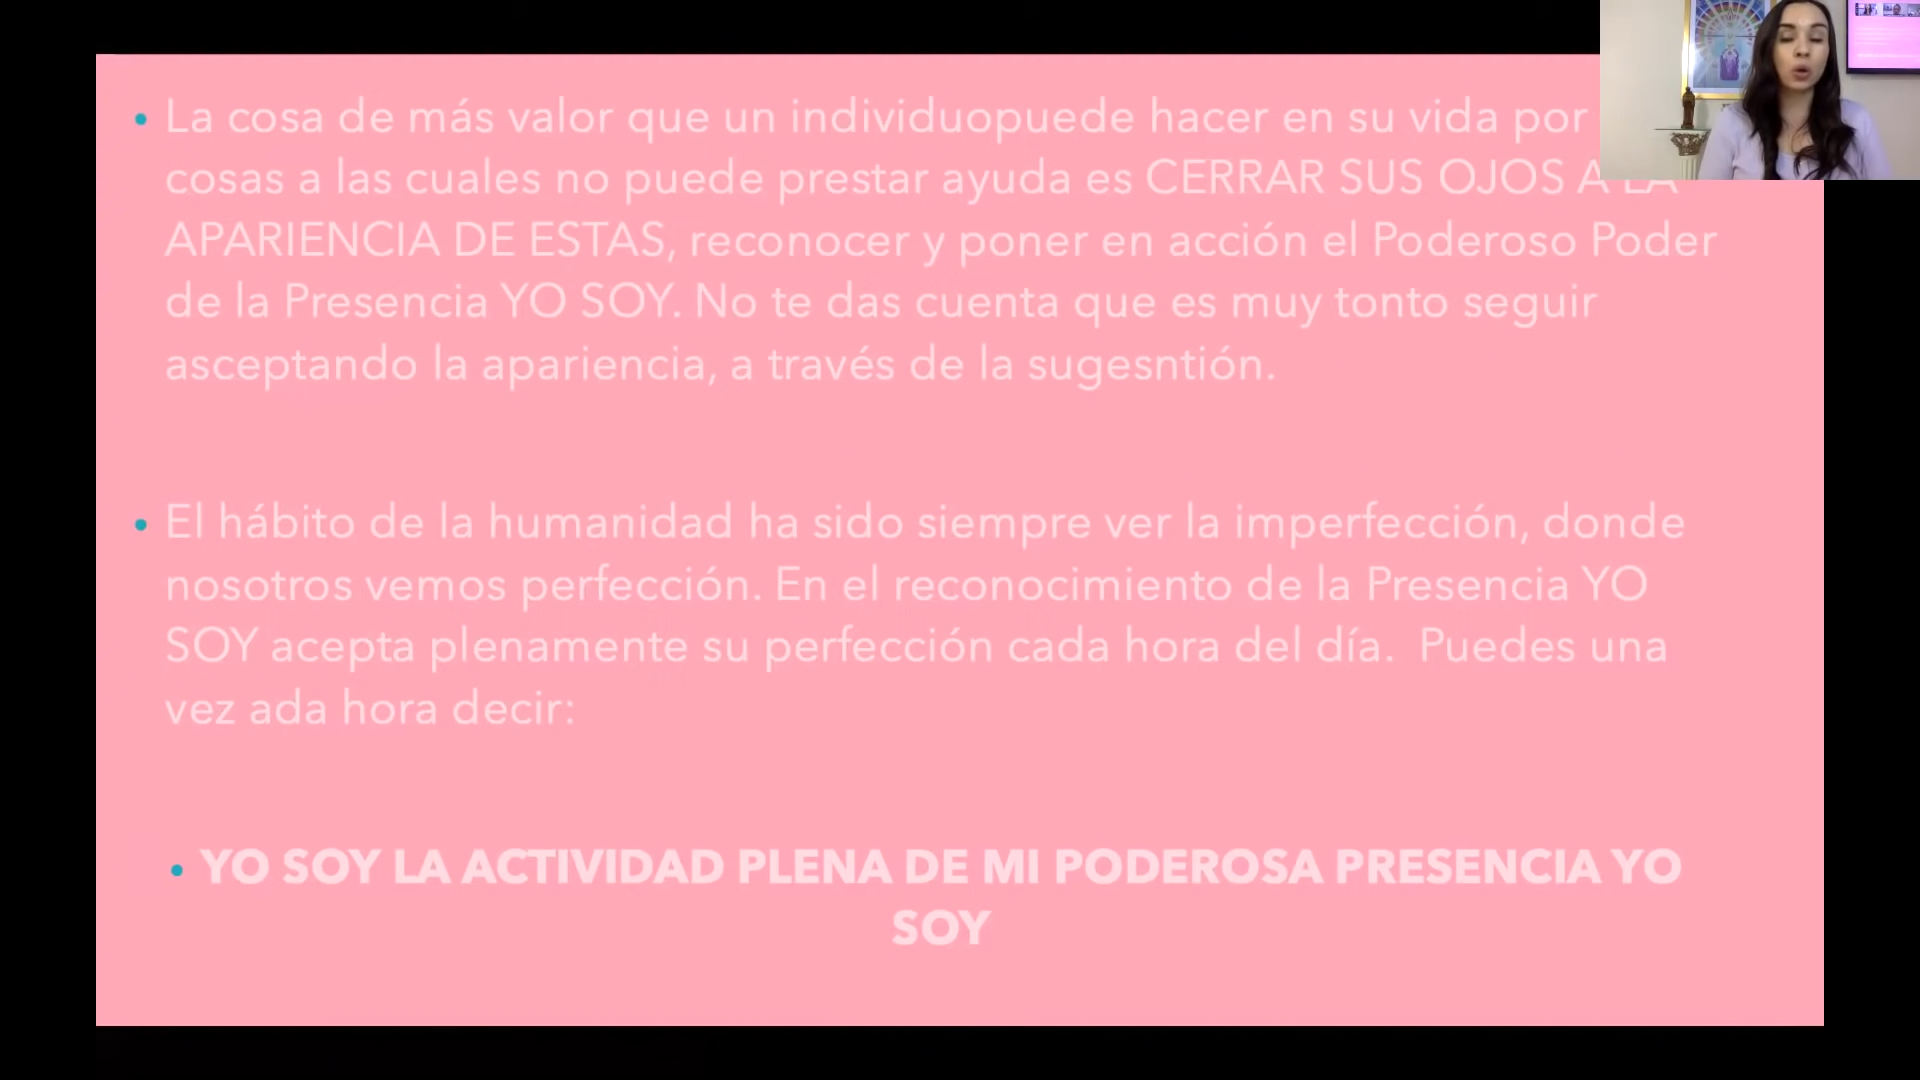 La cosa de más valor que un individuopuede hacer en su vida por
cosas a las cuales no puede prestar ayuda es CERRAR SUS OJOS A LA
APARIENCIA DE ESTAS, reconocer y poner en acción el Poderoso Poder
de la Presencia YO SOY. No te das cuenta que es muy tonto seguir
asceptando la apariencia, a través de la sugesntión.
El hábito de la humanidad ha sido siempre ver la imperfección, donde
nosotros vemos perfección. En el reconocimiento de la Presencia YO
SOY acepta plenamente su perfección cada hora del día. Puedes una
vez ada hora decir:
YO SOY LA ACTIVIDAD PLENA DE MI PODEROSA PRESENCIA YO
SOY